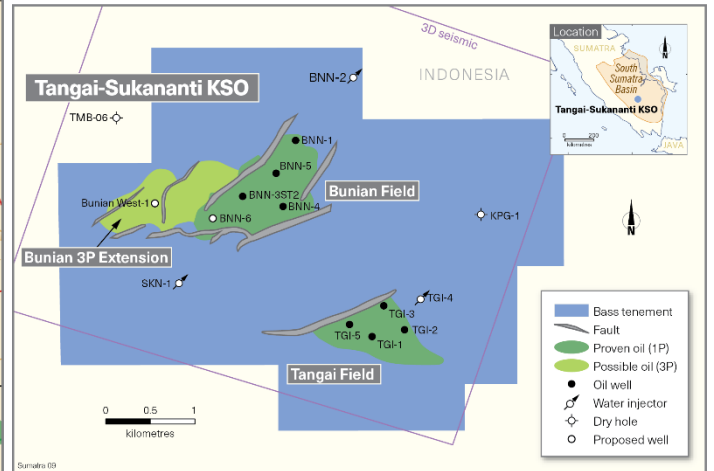 3D seismic
BNN-2
INDONESIA
Tangai-Sukananti KSO
TMB-06
BNN-1
BNN-5
BNN-3ST2
BNN-4
BNN-6
Bunian West-1
Bunian Field
KPG-1
Bunian 3P Extension
SKN-1
TGI-4
TGI-3
TGI-2
TGI-5
TGI-1
Tangai Field
0 0.5 1
kilometres
N
Sumatra 09
Location
SUMATRA
N
South
Sumatra
Basin
Tangai-Sukananti KSO
0 200
kilometres
JAVA
Bass tenement
Fault
Proven oil (1P)
Possible oil (3P)
Oil well
Water injector
Dry hole
Proposed well